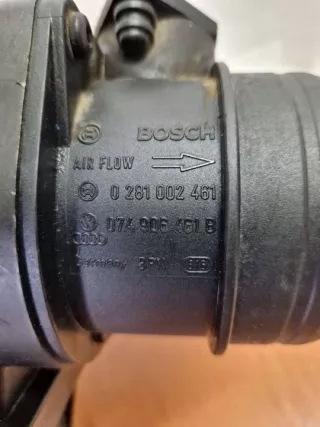 BOSCH
AIR FLOW
0 281 002 461
074 906 461 B
Germany